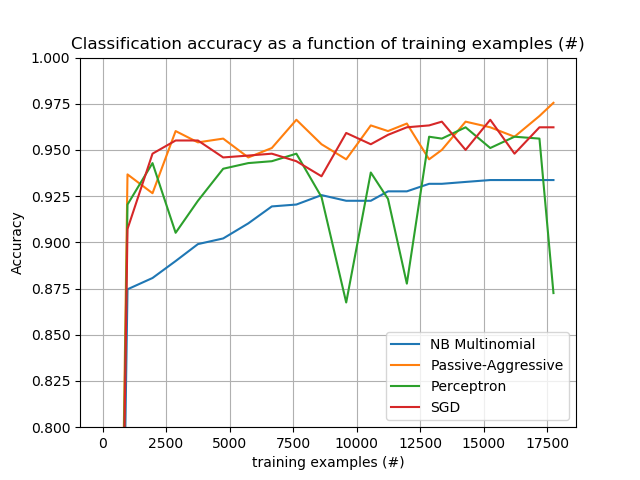 Classification accuracy as a function of training examples (#)
1.000
0.975
0.950
0.925
0.900
0.875
0.850
0.825
0.800
Accuracy
NB Multinomial
Passive-Aggressive
Perceptron
SGD
0 2500 5000 7500 10000 12500 15000 17500
training examples (#)